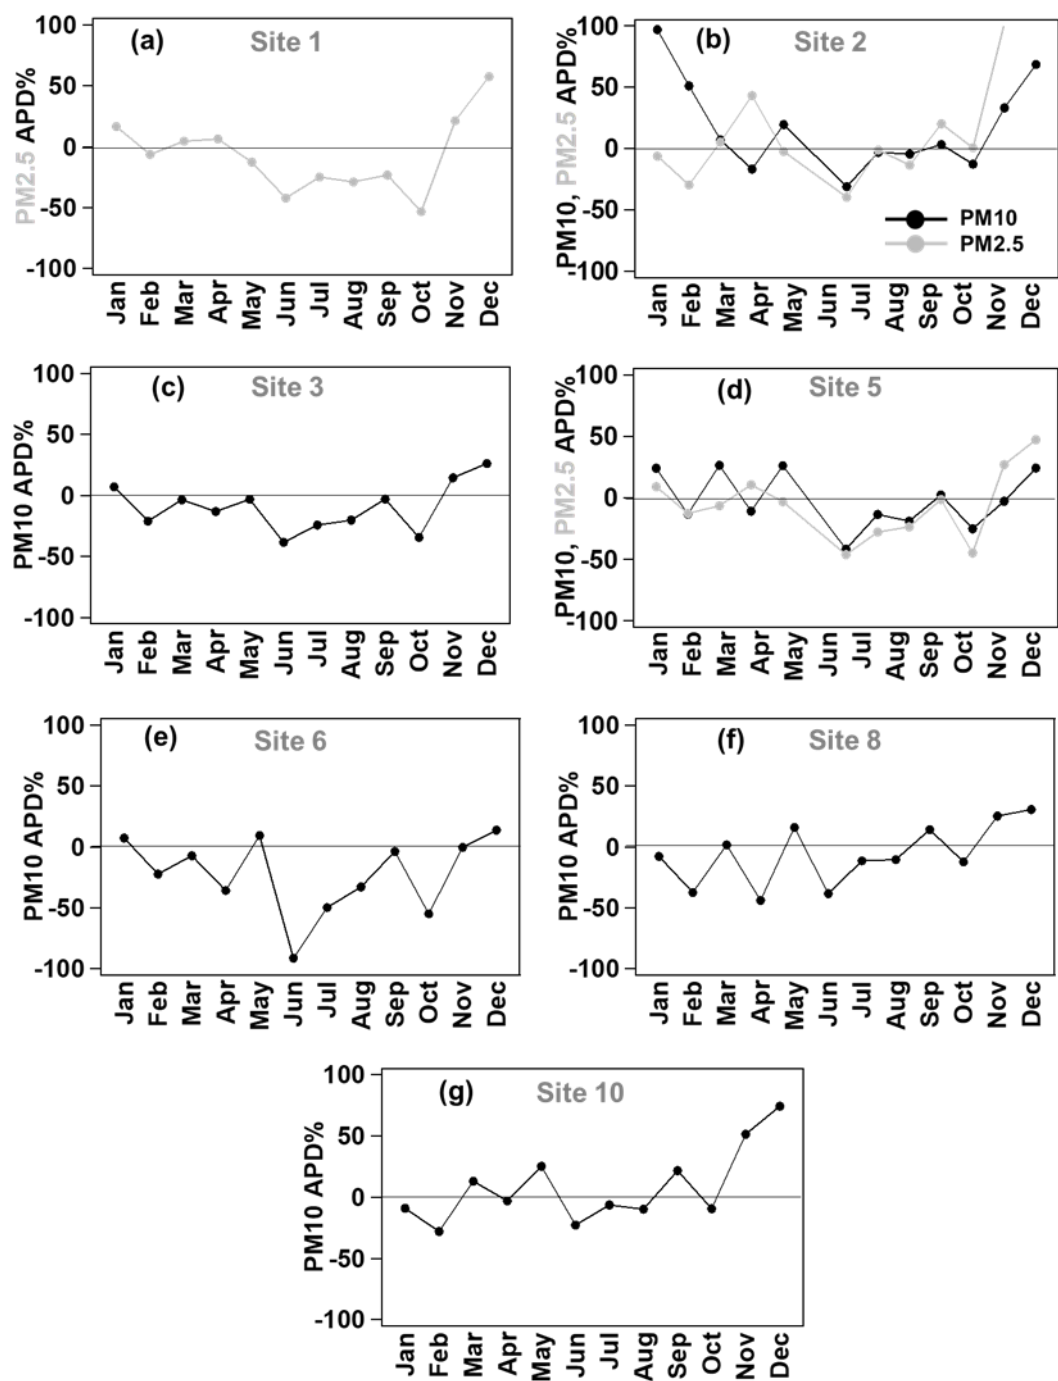 (a) Site 1
PM2.5 APD%
100
50
0
-50
-100
Jan Feb Mar Apr May Jun Jul Aug Sep Oct Nov Dec
(b) Site 2
PM10, PM2.5 APD%
100
50
0
-50
-100
PM10
PM2.5
Jan Feb Mar Apr May Jun Jul Aug Sep Oct Nov Dec
(c) Site 3
PM10 APD%
100
50
0
-50
-100
Jan Feb Mar Apr May Jun Jul Aug Sep Oct Nov Dec
(d) Site 5
PM10, PM2.5 APD%
100
50
0
-50
-100
Jan Feb Mar Apr May Jun Jul Aug Sep Oct Nov Dec
(e) Site 6
PM10 APD%
100
50
0
-50
-100
Jan Feb Mar Apr May Jun Jul Aug Sep Oct Nov Dec
(f) Site 8
PM10 APD%
100
50
0
-50
-100
Jan Feb Mar Apr May Jun Jul Aug Sep Oct Nov Dec
(g) Site 10
PM10 APD%
100
50
0
-50
-100
Jan Feb Mar Apr May Jun Jul Aug Sep Oct Nov Dec